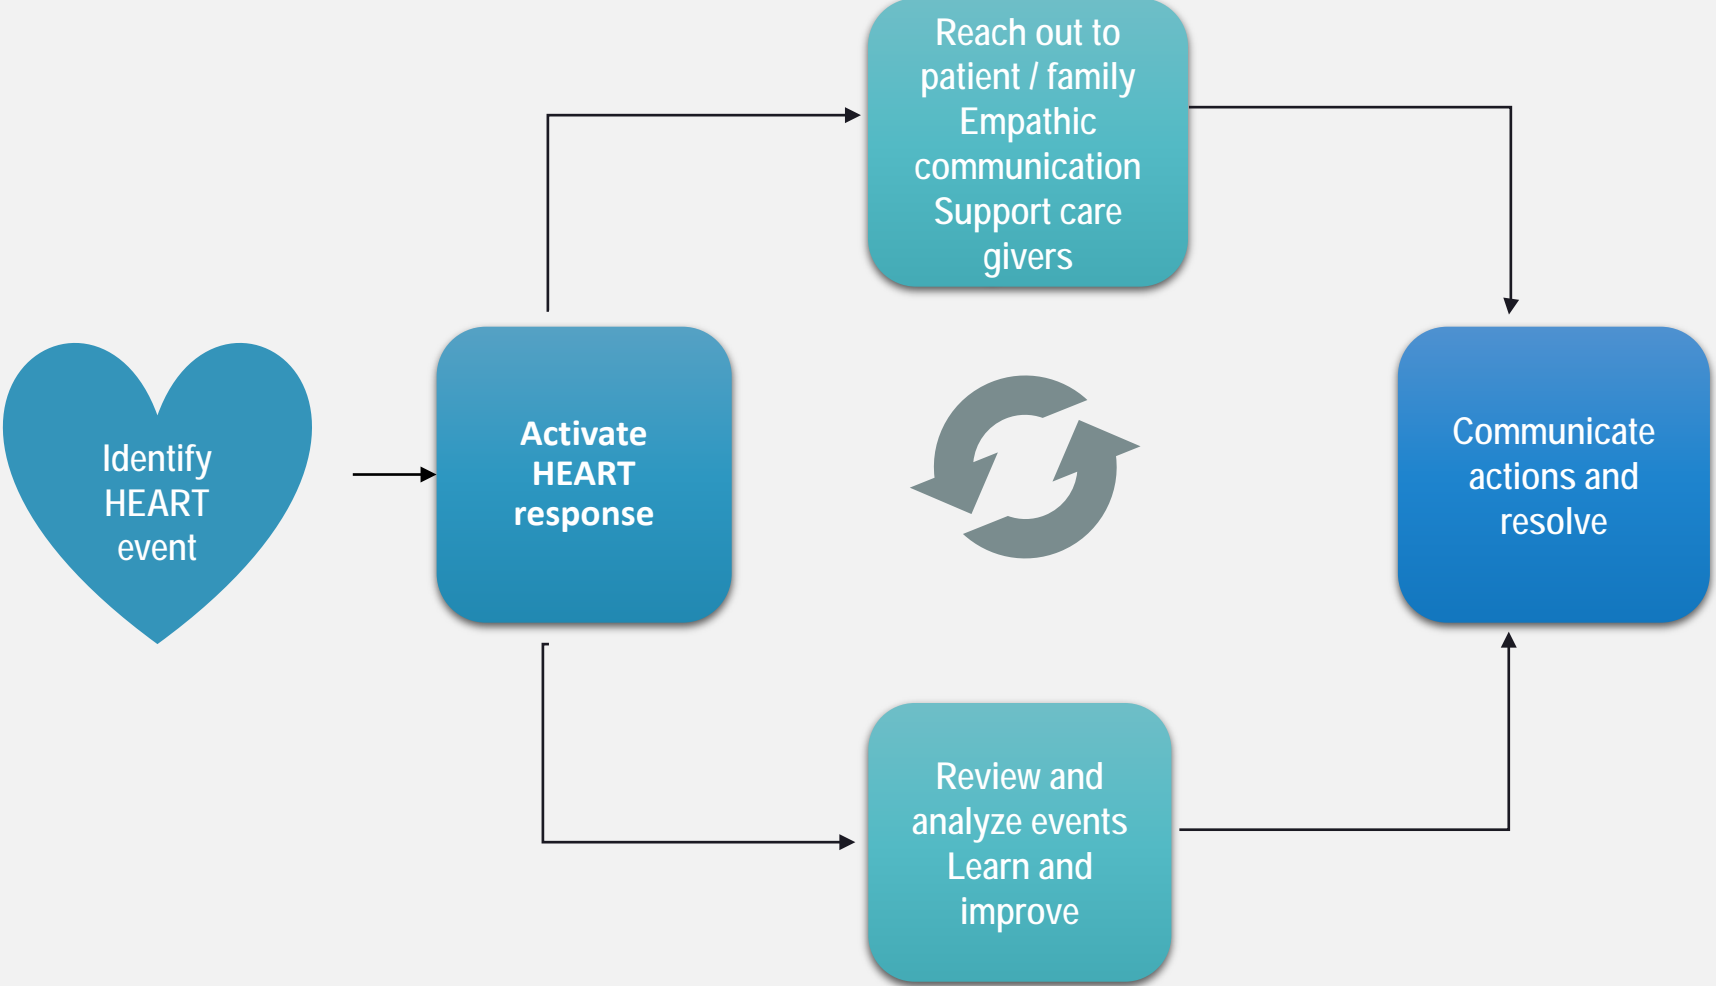 Reach out to
patient / family
Empathic
communication
Support care
givers
Identify
HEART
event
Activate
HEART
response
Communicate
actions and
resolve
Review and
analyze events
Learn and
improve